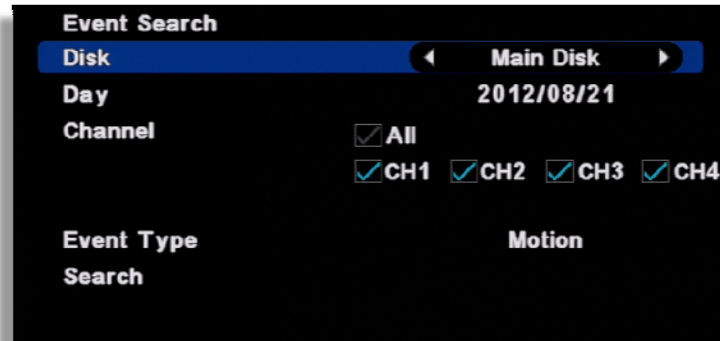 Event Search
Disk Main Disk
Day 2012/08/21
Channel All
CH1 CH2 CH3 CH4
Event Type Motion
Search